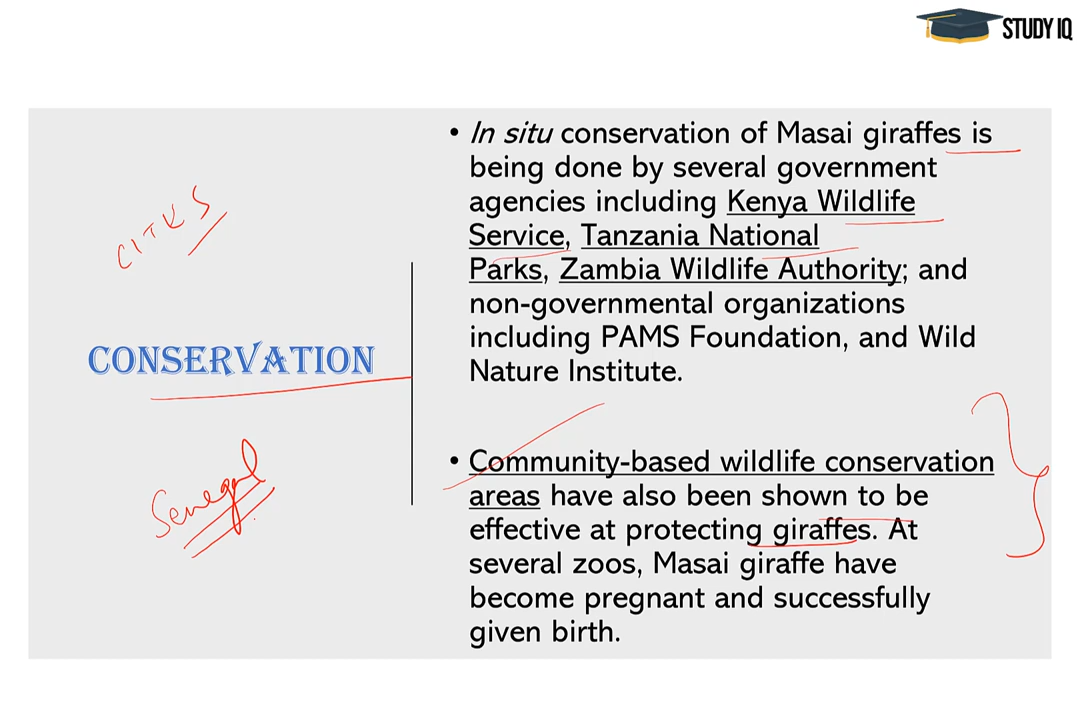 STUDY IQ
CITES
CONSERVATION
Senegal
• In situ conservation of Masai giraffes is
being done by several government
agencies including Kenya Wildlife
Service, Tanzania National
Parks, Zambia Wildlife Authority; and
non-governmental organizations
including PAMS Foundation, and Wild
Nature Institute.
• Community-based wildlife conservation
areas have also been shown to be
effective at protecting giraffes. At
several zoos, Masai giraffe have
become pregnant and successfully
given birth.